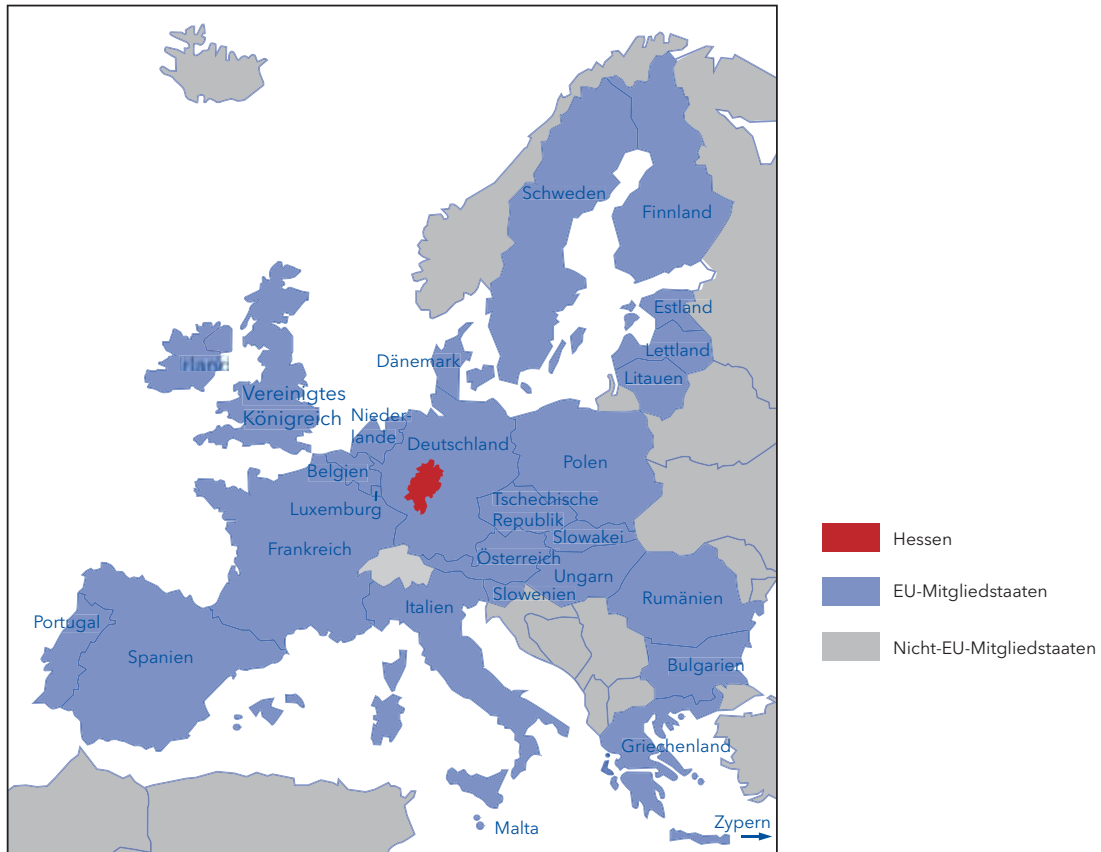 Schweden
Finnland
Estland
Lettland
Litauen
Dänemark
Irland
Vereinigtes
Königreich
Nieder-
lande
Deutschland
Belgien
Polen
Luxemburg
Tschechische
Republik
Slowakei
Frankreich
Österreich
Ungarn
Slowenien
Italien
Rumänien
Portugal
Spanien
Bulgarien
Griechenland
Malta
Zypern
Hessen
EU-Mitgliedstaaten
Nicht-EU-Mitgliedstaaten